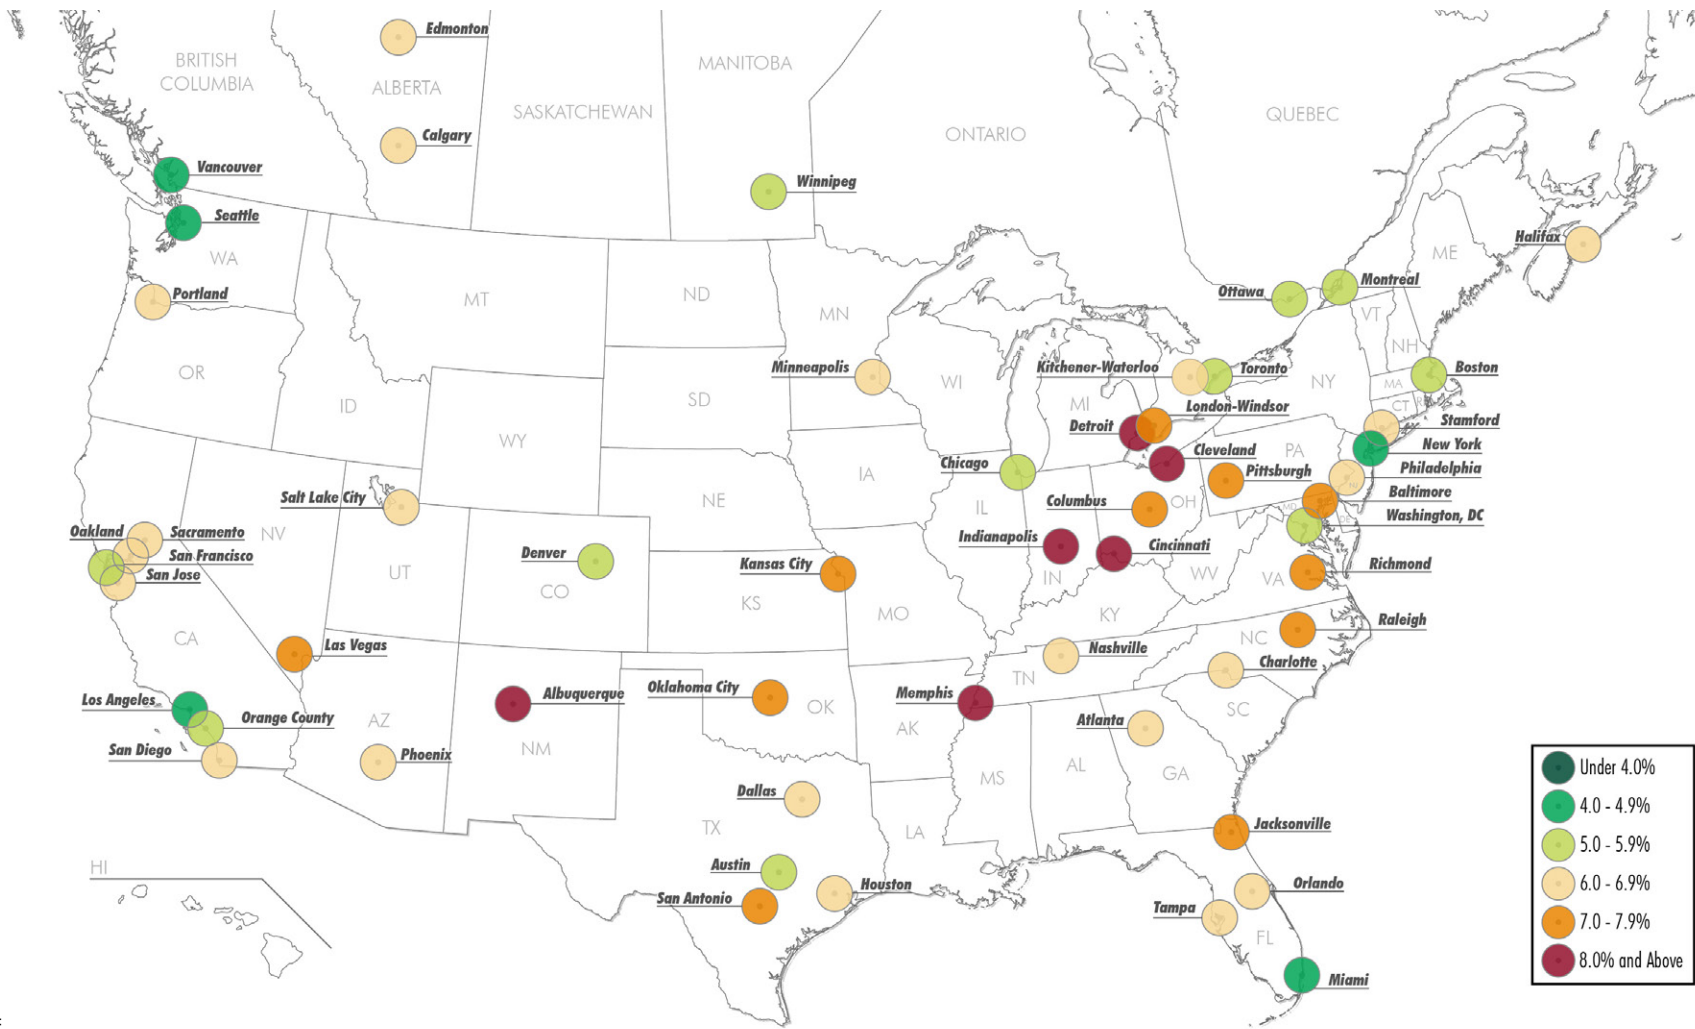 Edmonton
BRITISH
COLUMBIA
ALBERTA
MANITOBA
SASKATCHEWAN
QUEBEC
ONTARIO
Calgary
Vancouver
Winnipeg
Seattle
Halifax
WA
ME
Portland
MT
ND
Ottawa
Montreal
MN
VT
NH
OR
Minneapolis
WI
Kitchener-Waterloo
Toronto
NY
Boston
MA
ID
SD
MI
London-Windsor
CT
RI
Stamford
Detroit
WY
New York
Cleveland
PA
Chicago
Pittsburgh
Philadelphia
IA
NJ
Salt Lake City
NE
IL
Columbus
OH
Baltimore
MD
DE
Washington, DC
Oakland
Sacramento
NV
Indianapolis
Cincinnati
San Francisco
Denver
Kansas City
Richmond
San Jose
UT
CO
IN
WV
VA
KS
MO
KY
CA
Las Vegas
Nashville
NC
Raleigh
Charlotte
TN
Los Angeles
Albuquerque
Oklahoma City
Memphis
OK
SC
Orange County
AZ
AK
Atlanta
San Diego
Phoenix
NM
MS
AL
GA
Dallas
TX
LA
Jacksonville
HI
Austin
Houston
San Antonio
Orlando
Tampa
FL
Miami
Under 4.0%
4.0 - 4.9%
5.0 - 5.9%
6.0 - 6.9%
7.0 - 7.9%
8.0% and Above